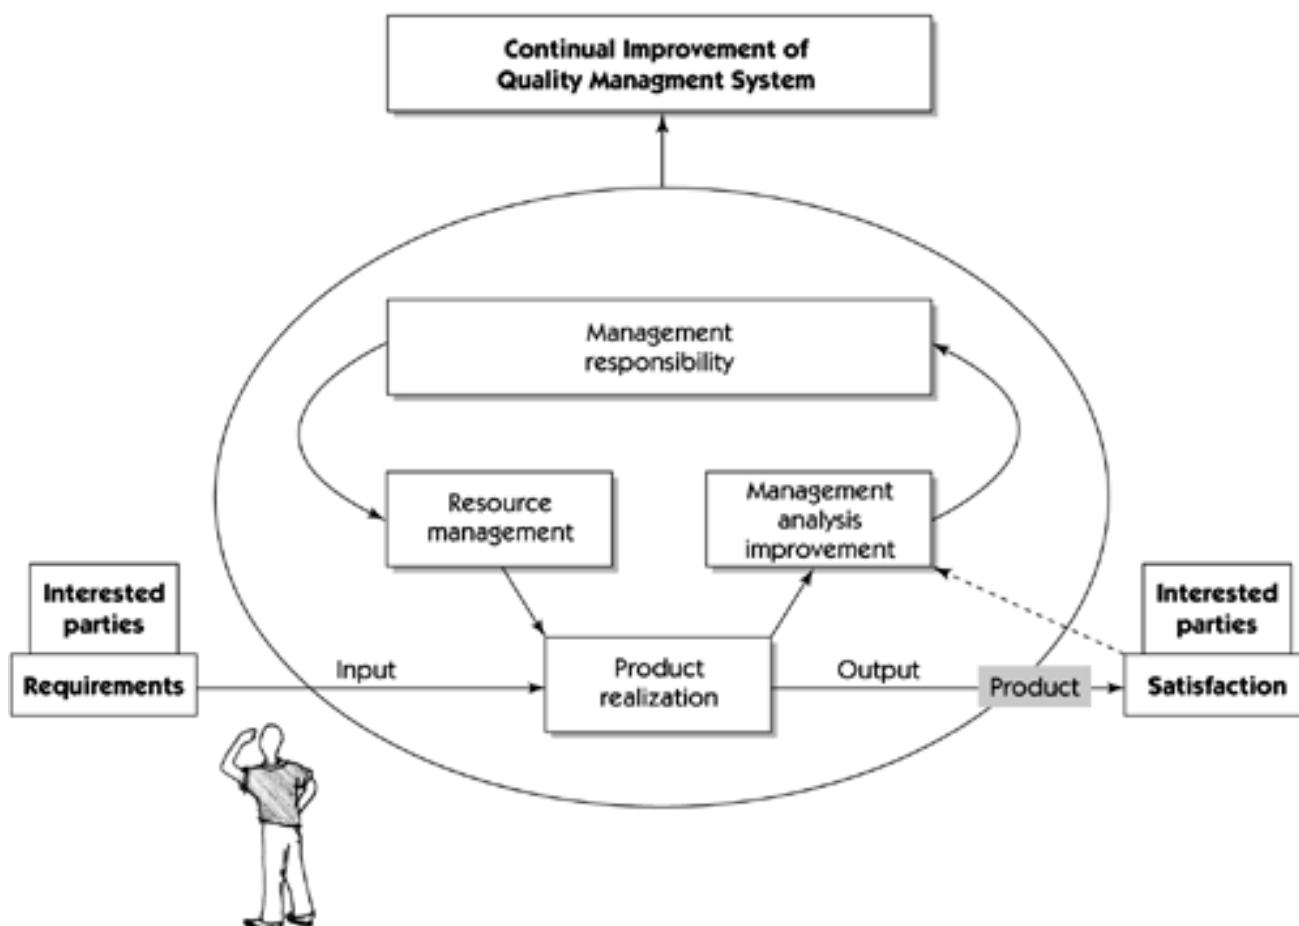 Continual Improvement of
Quality Managment System
Management
responsibility
Resource
management
Management
analysis
improvement
Interested
parties
Requirements
Input
Product
realization
Output
Product
Interested
parties
Satisfaction